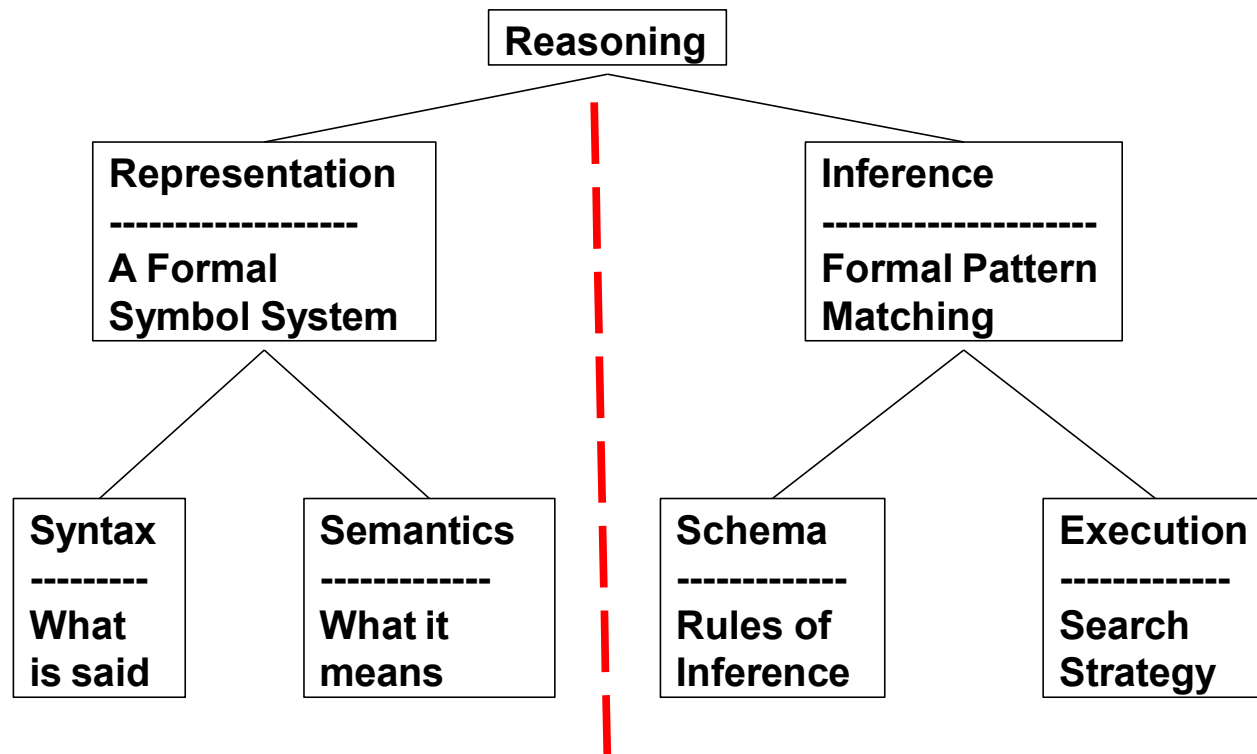 Reasoning
Representation
-------------------
A Formal
Symbol System
Inference
---------------------
Formal Pattern
Matching
Syntax
---------
What
is said
Semantics
-------------
What it
means
Schema
-------------
Rules of
Inference
Execution
-------------
Search
Strategy